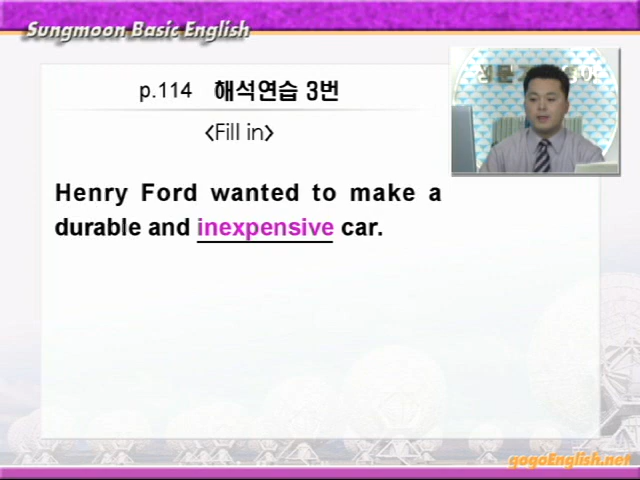 Sungmoon Basic English
p.114 해석연습 3번
<Fill in>
Henry Ford wanted to make a
durable and inexpensive car.
gogoEnglish.net